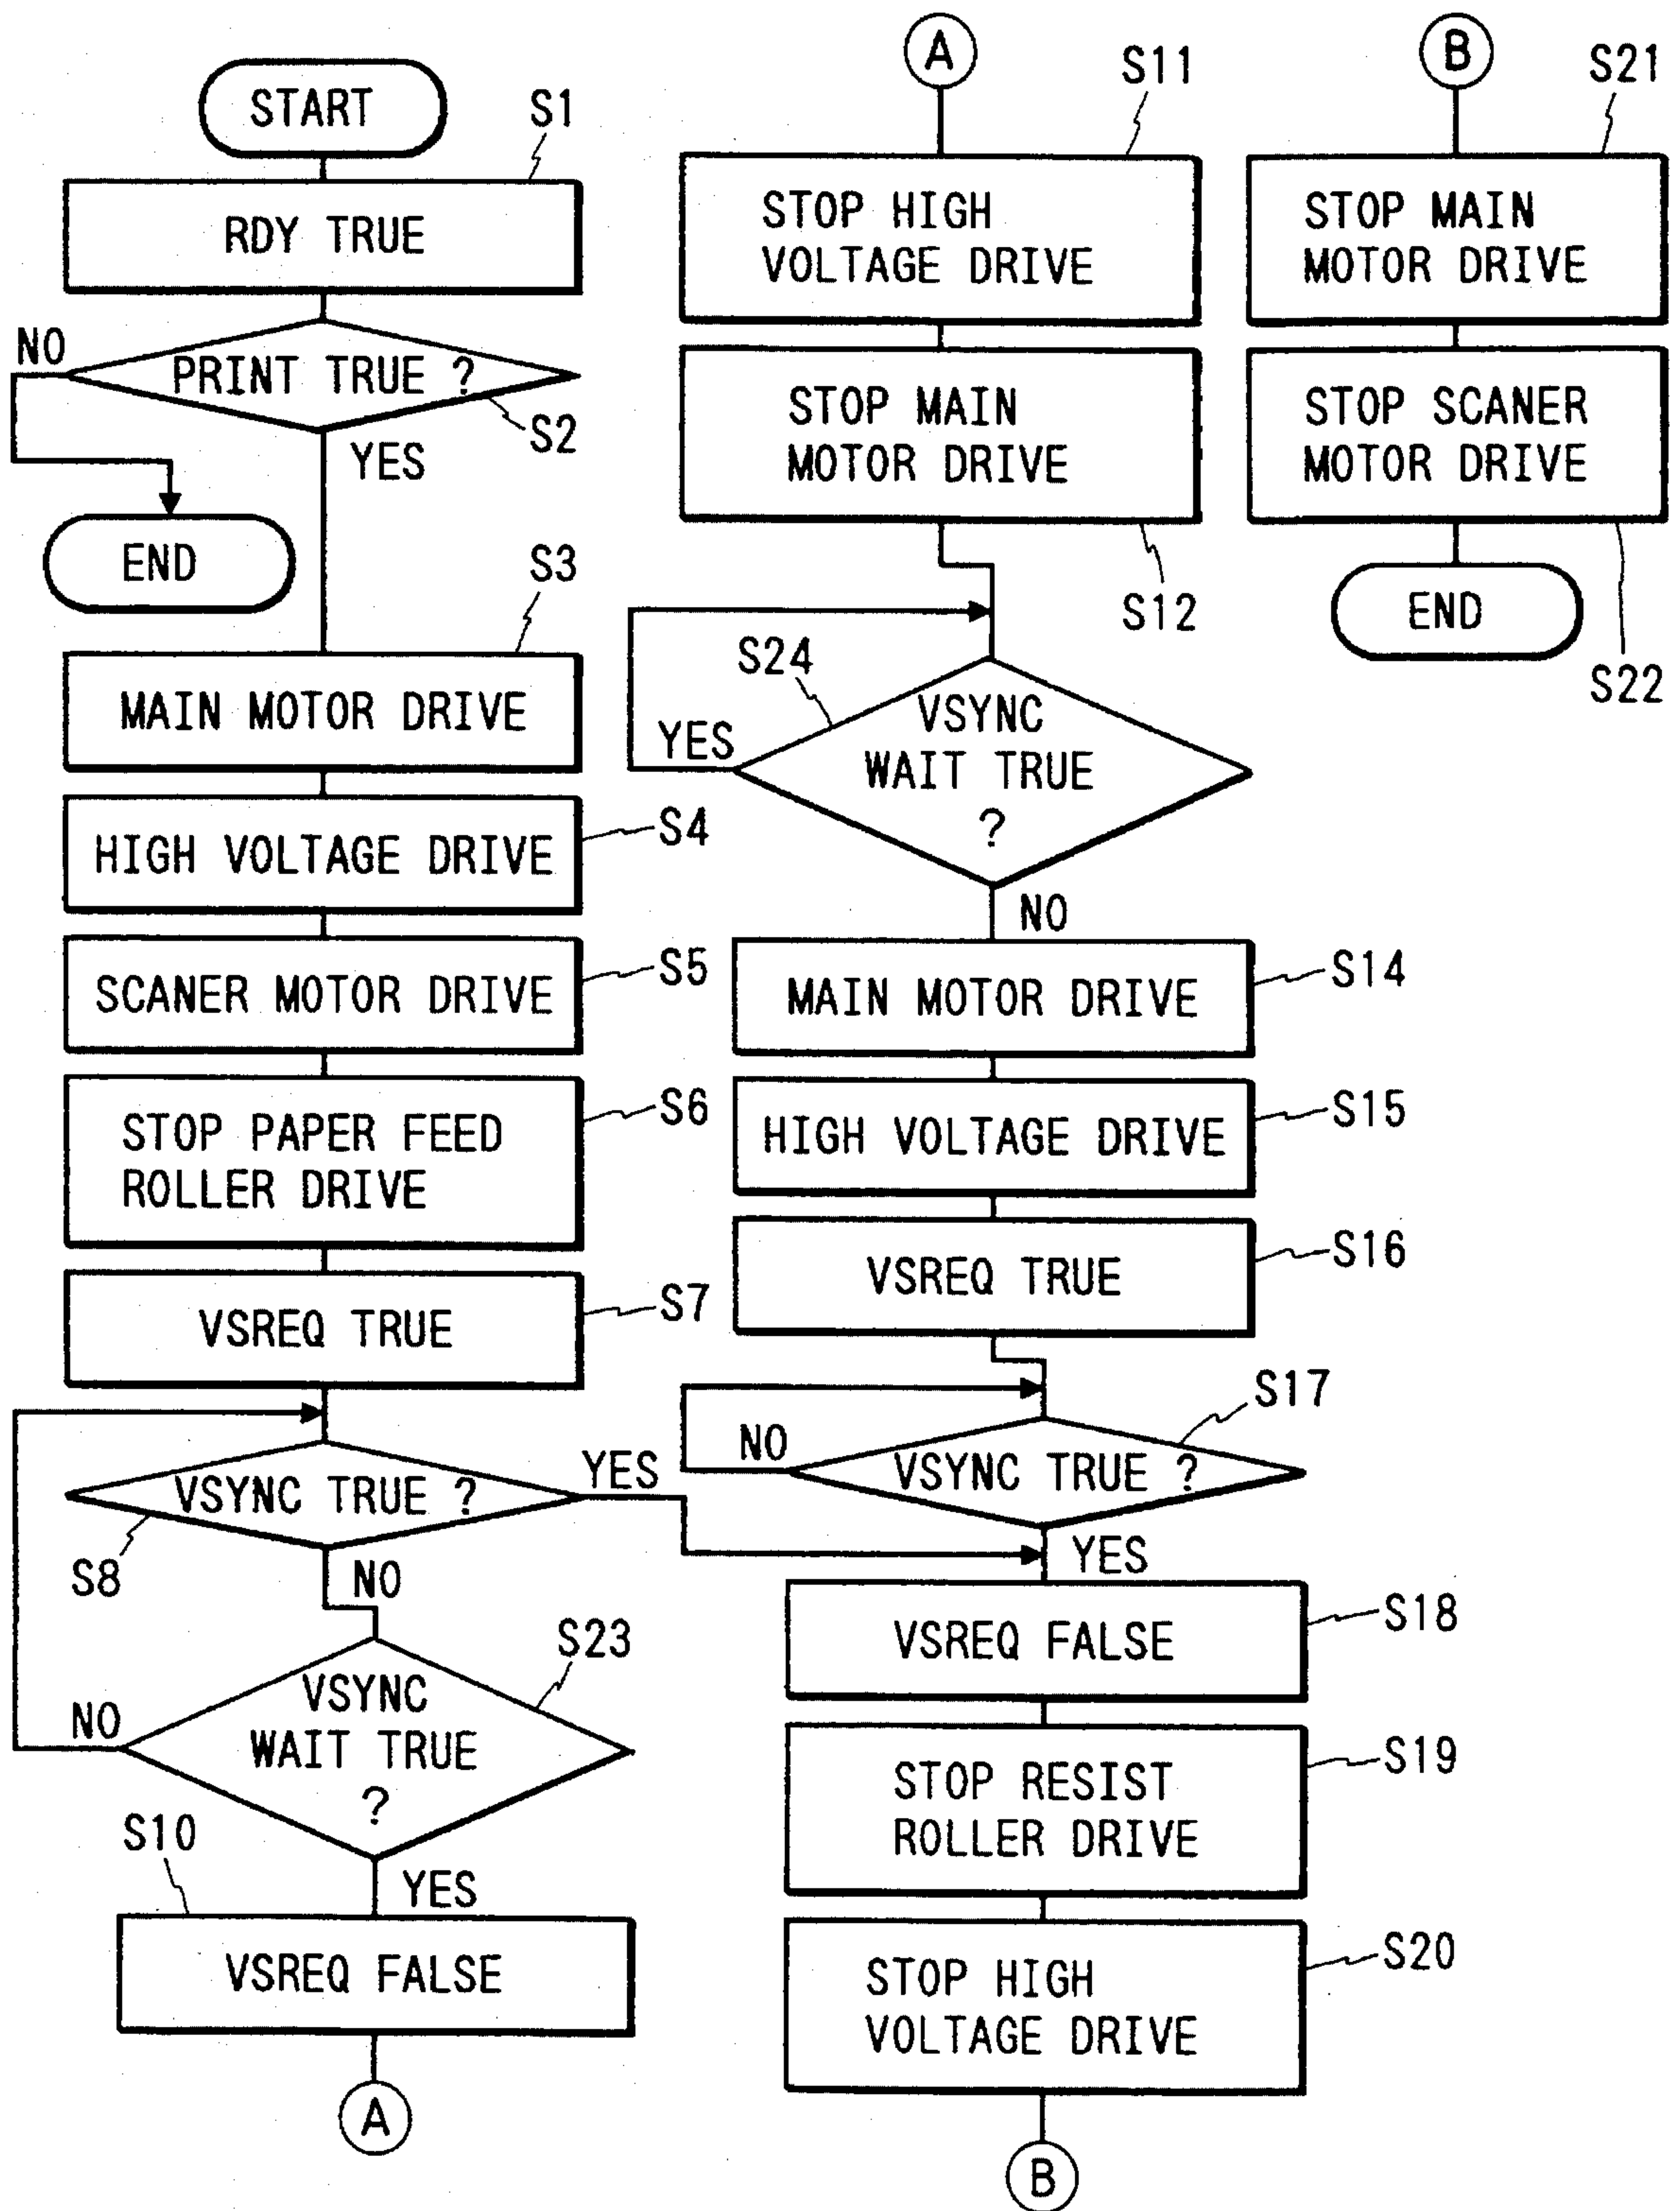 START
S1
RDY TRUE
NO
PRINT TRUE ?
S2
YES
END
S3
MAIN MOTOR DRIVE
HIGH VOLTAGE DRIVE
S4
SCANER MOTOR DRIVE
S5
STOP PAPER FEED
ROLLER DRIVE
S6
VSREQ TRUE
S7
VSYNC TRUE ?
YES
S8
NO
S23
VSYNC
WAIT TRUE
?
NO
S10
YES
VSREQ FALSE
A
A
S11
STOP HIGH
VOLTAGE DRIVE
STOP MAIN
MOTOR DRIVE
S12
S24
VSYNC
WAIT TRUE
?
YES
NO
MAIN MOTOR DRIVE
S14
HIGH VOLTAGE DRIVE
S15
VSREQ TRUE
S16
S17
NO
VSYNC TRUE ?
YES
VSREQ FALSE
S18
STOP RESIST
ROLLER DRIVE
S19
STOP HIGH
VOLTAGE DRIVE
S20
B
B
S21
STOP MAIN
MOTOR DRIVE
STOP SCANER
MOTOR DRIVE
END
S22